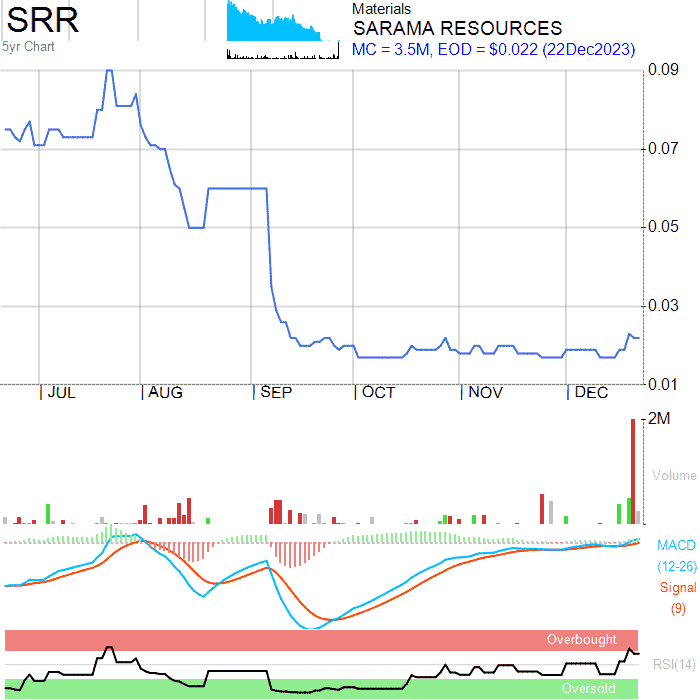 SRR
5yr Chart
Materials
SARAMA RESOURCES
MC = 3.5M, EOD = $0.022 (22Dec2023)
0.09
0.07
0.05
0.03
0.01
JUL
AUG
SEP
OCT
NOV
DEC
2M
Volume
MACD
(12-26)
Signal
(9)
Overbought
RSI(14)
Oversold